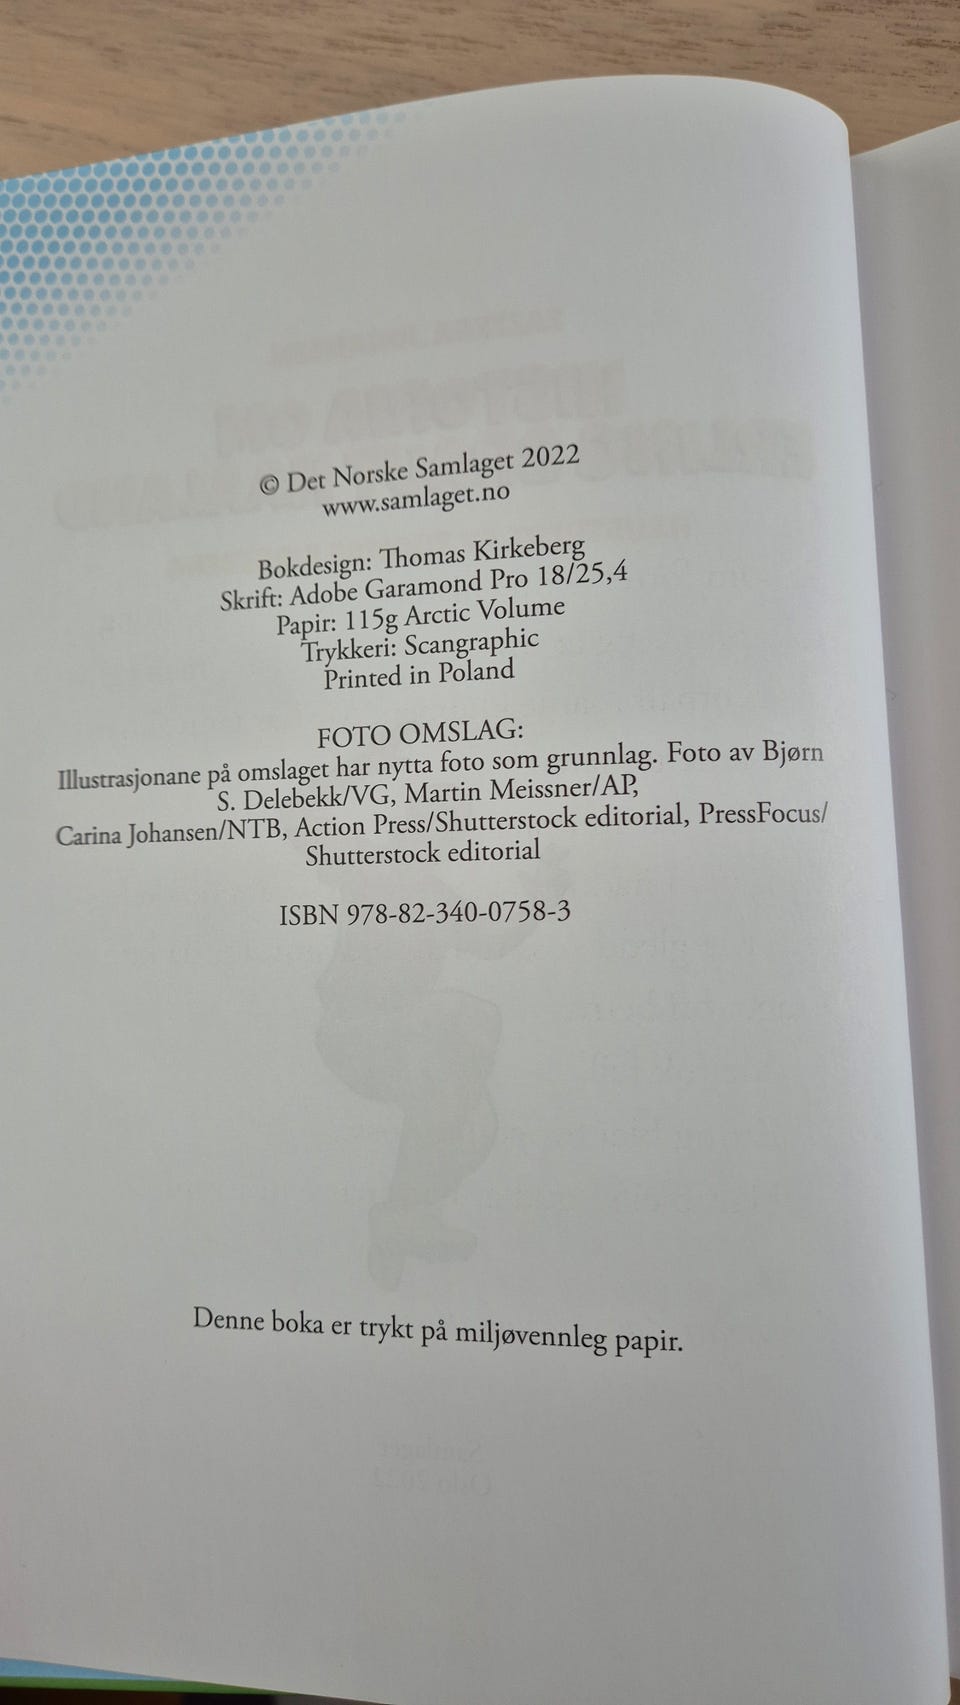 © Det Norske Samlaget 2022
www.samlaget.no
Bokdesign: Thomas Kirkeberg
Skrift: Adobe Garamond Pro 18/25,4
Papir: 115g Arctic Volume
Trykkeri: Scangraphic
Printed in Poland
FOTO OMSLAG:
Illustrasjonane på omslaget har nytta foto som grunnlag. Foto av Bjørn
S. Delebekk/VG, Martin Meissner/AP,
Carina Johansen/NTB, Action Press/Shutterstock editorial, PressFocus/
Shutterstock editorial
ISBN 978-82-340-0758-3
Denne boka er trykt på miljøvennleg papir.